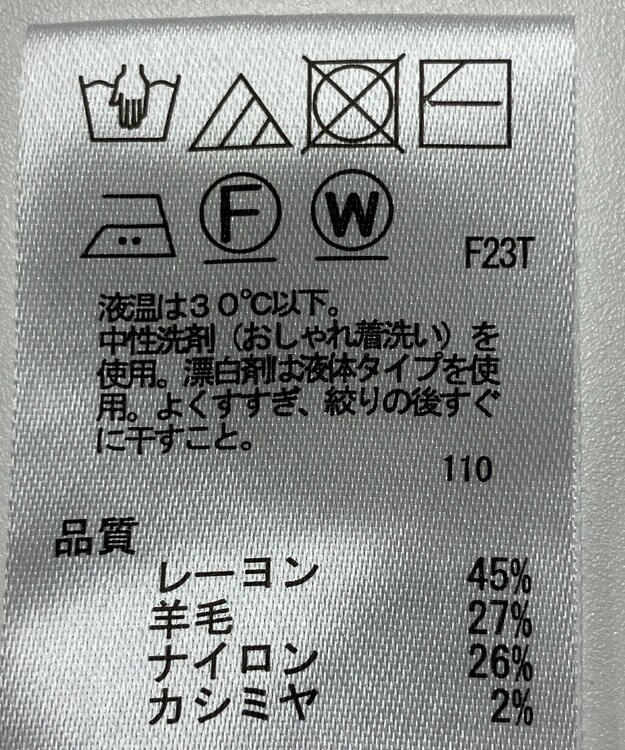 F
W
F23T
液温は30℃以下。
中性洗剤（おしゃれ着洗い）を
使用。漂白剤は液体タイプを使
用。よくすすぎ、絞りの後すぐ
に干すこと。
110
品質
レーヨン 45%
羊毛 27%
ナイロン 26%
カシミヤ 2%